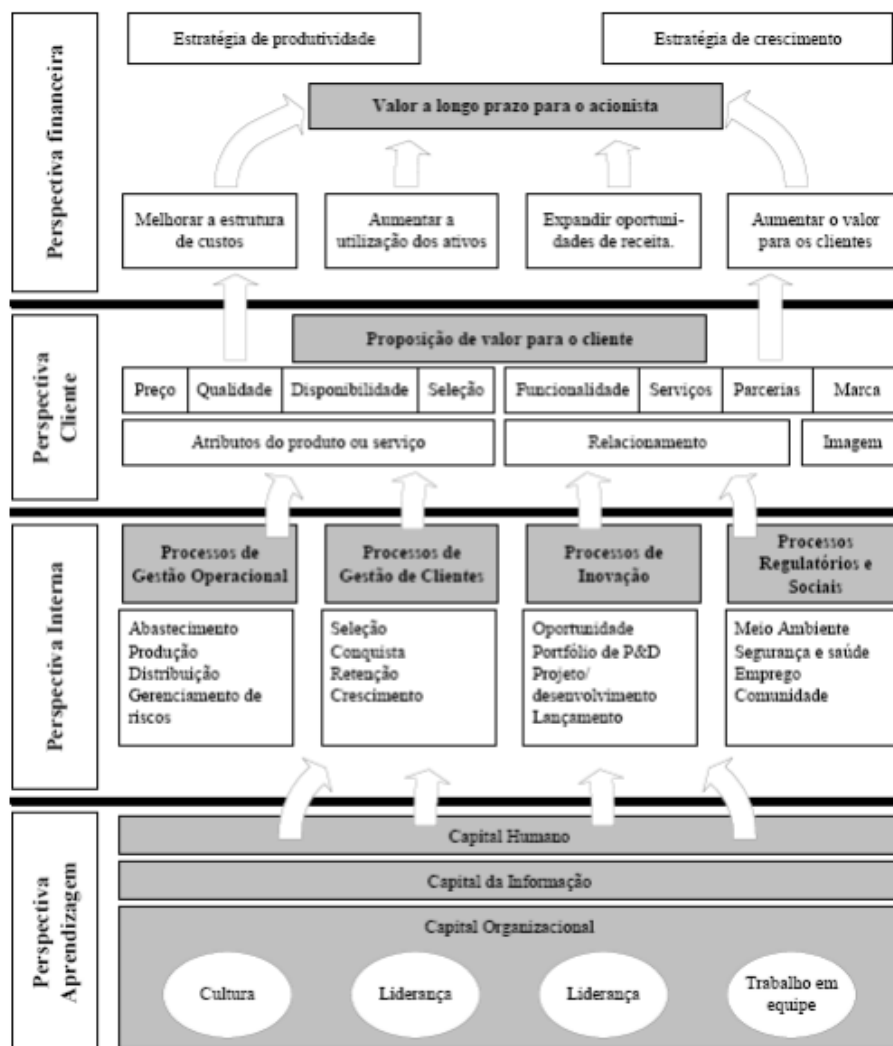 Perspectiva financeira
Estratégia de produtividade
Estratégia de crescimento
Valor a longo prazo para o acionista
Melhorar a estrutura
de custos
Aumentar a
utilização dos ativos
Expandir oportuni-
dades de receita.
Aumentar o valor
para os clientes
Perspectiva
Cliente
Proposição de valor para o cliente
Preço
Qualidade
Disponibilidade
Seleção
Funcionalidade
Serviços
Parcerias
Marca
Atributos do produto ou serviço
Relacionamento
Imagem
Perspectiva Interna
Processos de
Gestão Operacional
Processos de
Gestão de Clientes
Processos de
Inovação
Processos
Regulatórios e
Sociais
Abastecimento
Produção
Distribuição
Gerenciamento de
riscos
Seleção
Conquista
Retenção
Crescimento
Oportunidade
Portfólio de P&D
Projeto/
desenvolvimento
Lançamento
Meio Ambiente
Segurança e saúde
Emprego
Comunidade
Perspectiva
Aprendizagem
Capital Humano
Capital da Informação
Capital Organizacional
Cultura
Liderança
Liderança
Trabalho em
equipe